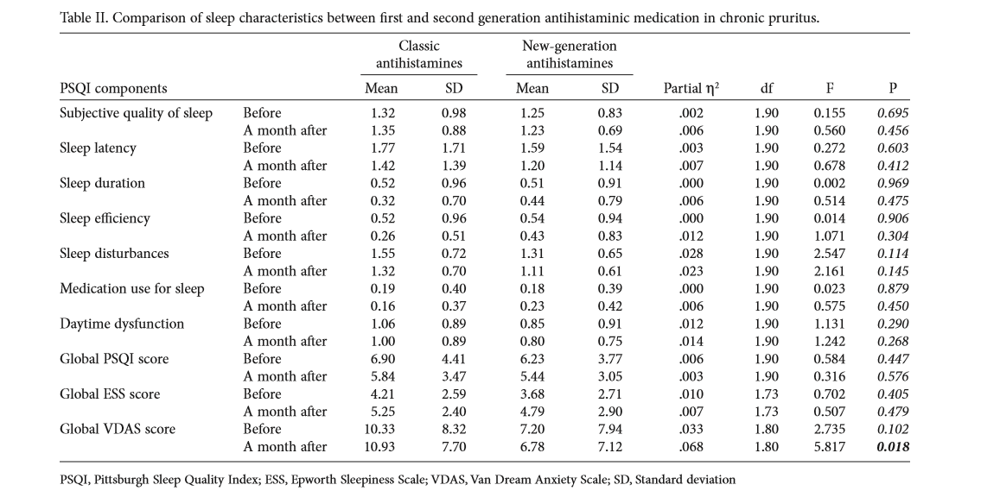 Table II. Comparison of sleep characteristics between first and second generation antihistaminic medication in chronic pruritus.
Classic antihistamines New-generation antihistamines
PSQI components Mean SD Mean SD Partial η² df F P
Subjective quality of sleep Before 1.32 0.98 1.25 0.83 .002 1.90 0.155 0.695
A month after 1.35 0.88 1.23 0.69 .006 1.90 0.560 0.456
Sleep latency Before 1.77 1.71 1.59 1.54 .003 1.90 0.272 0.603
A month after 1.42 1.39 1.20 1.14 .007 1.90 0.678 0.412
Sleep duration Before 0.52 0.96 0.51 0.91 .000 1.90 0.002 0.969
A month after 0.32 0.70 0.44 0.79 .006 1.90 0.514 0.475
Sleep efficiency Before 0.52 0.96 0.54 0.94 .000 1.90 0.014 0.906
A month after 0.26 0.51 0.43 0.83 .012 1.90 1.071 0.304
Sleep disturbances Before 1.55 0.72 1.31 0.65 .028 1.90 2.547 0.114
A month after 1.32 0.70 1.11 0.61 .023 1.90 2.161 0.145
Medication use for sleep Before 0.19 0.40 0.18 0.39 .000 1.90 0.023 0.879
A month after 0.16 0.37 0.23 0.42 .006 1.90 0.575 0.450
Daytime dysfunction Before 1.06 0.89 0.85 0.91 .012 1.90 1.131 0.290
A month after 1.00 0.89 0.80 0.75 .014 1.90 1.242 0.268
Global PSQI score Before 6.90 4.41 6.23 3.77 .006 1.90 0.584 0.447
A month after 5.84 3.47 5.44 3.05 .003 1.90 0.316 0.576
Global ESS score Before 4.21 2.59 3.68 2.71 .010 1.73 0.702 0.405
A month after 5.25 2.40 4.79 2.90 .007 1.73 0.507 0.479
Global VDAS score Before 10.33 8.32 7.20 7.94 .033 1.80 2.735 0.102
A month after 10.93 7.70 6.78 7.12 .068 1.80 5.817 0.018
PSQI, Pittsburgh Sleep Quality Index; ESS, Epworth Sleepiness Scale; VDAS, Van Dream Anxiety Scale; SD, Standard deviation